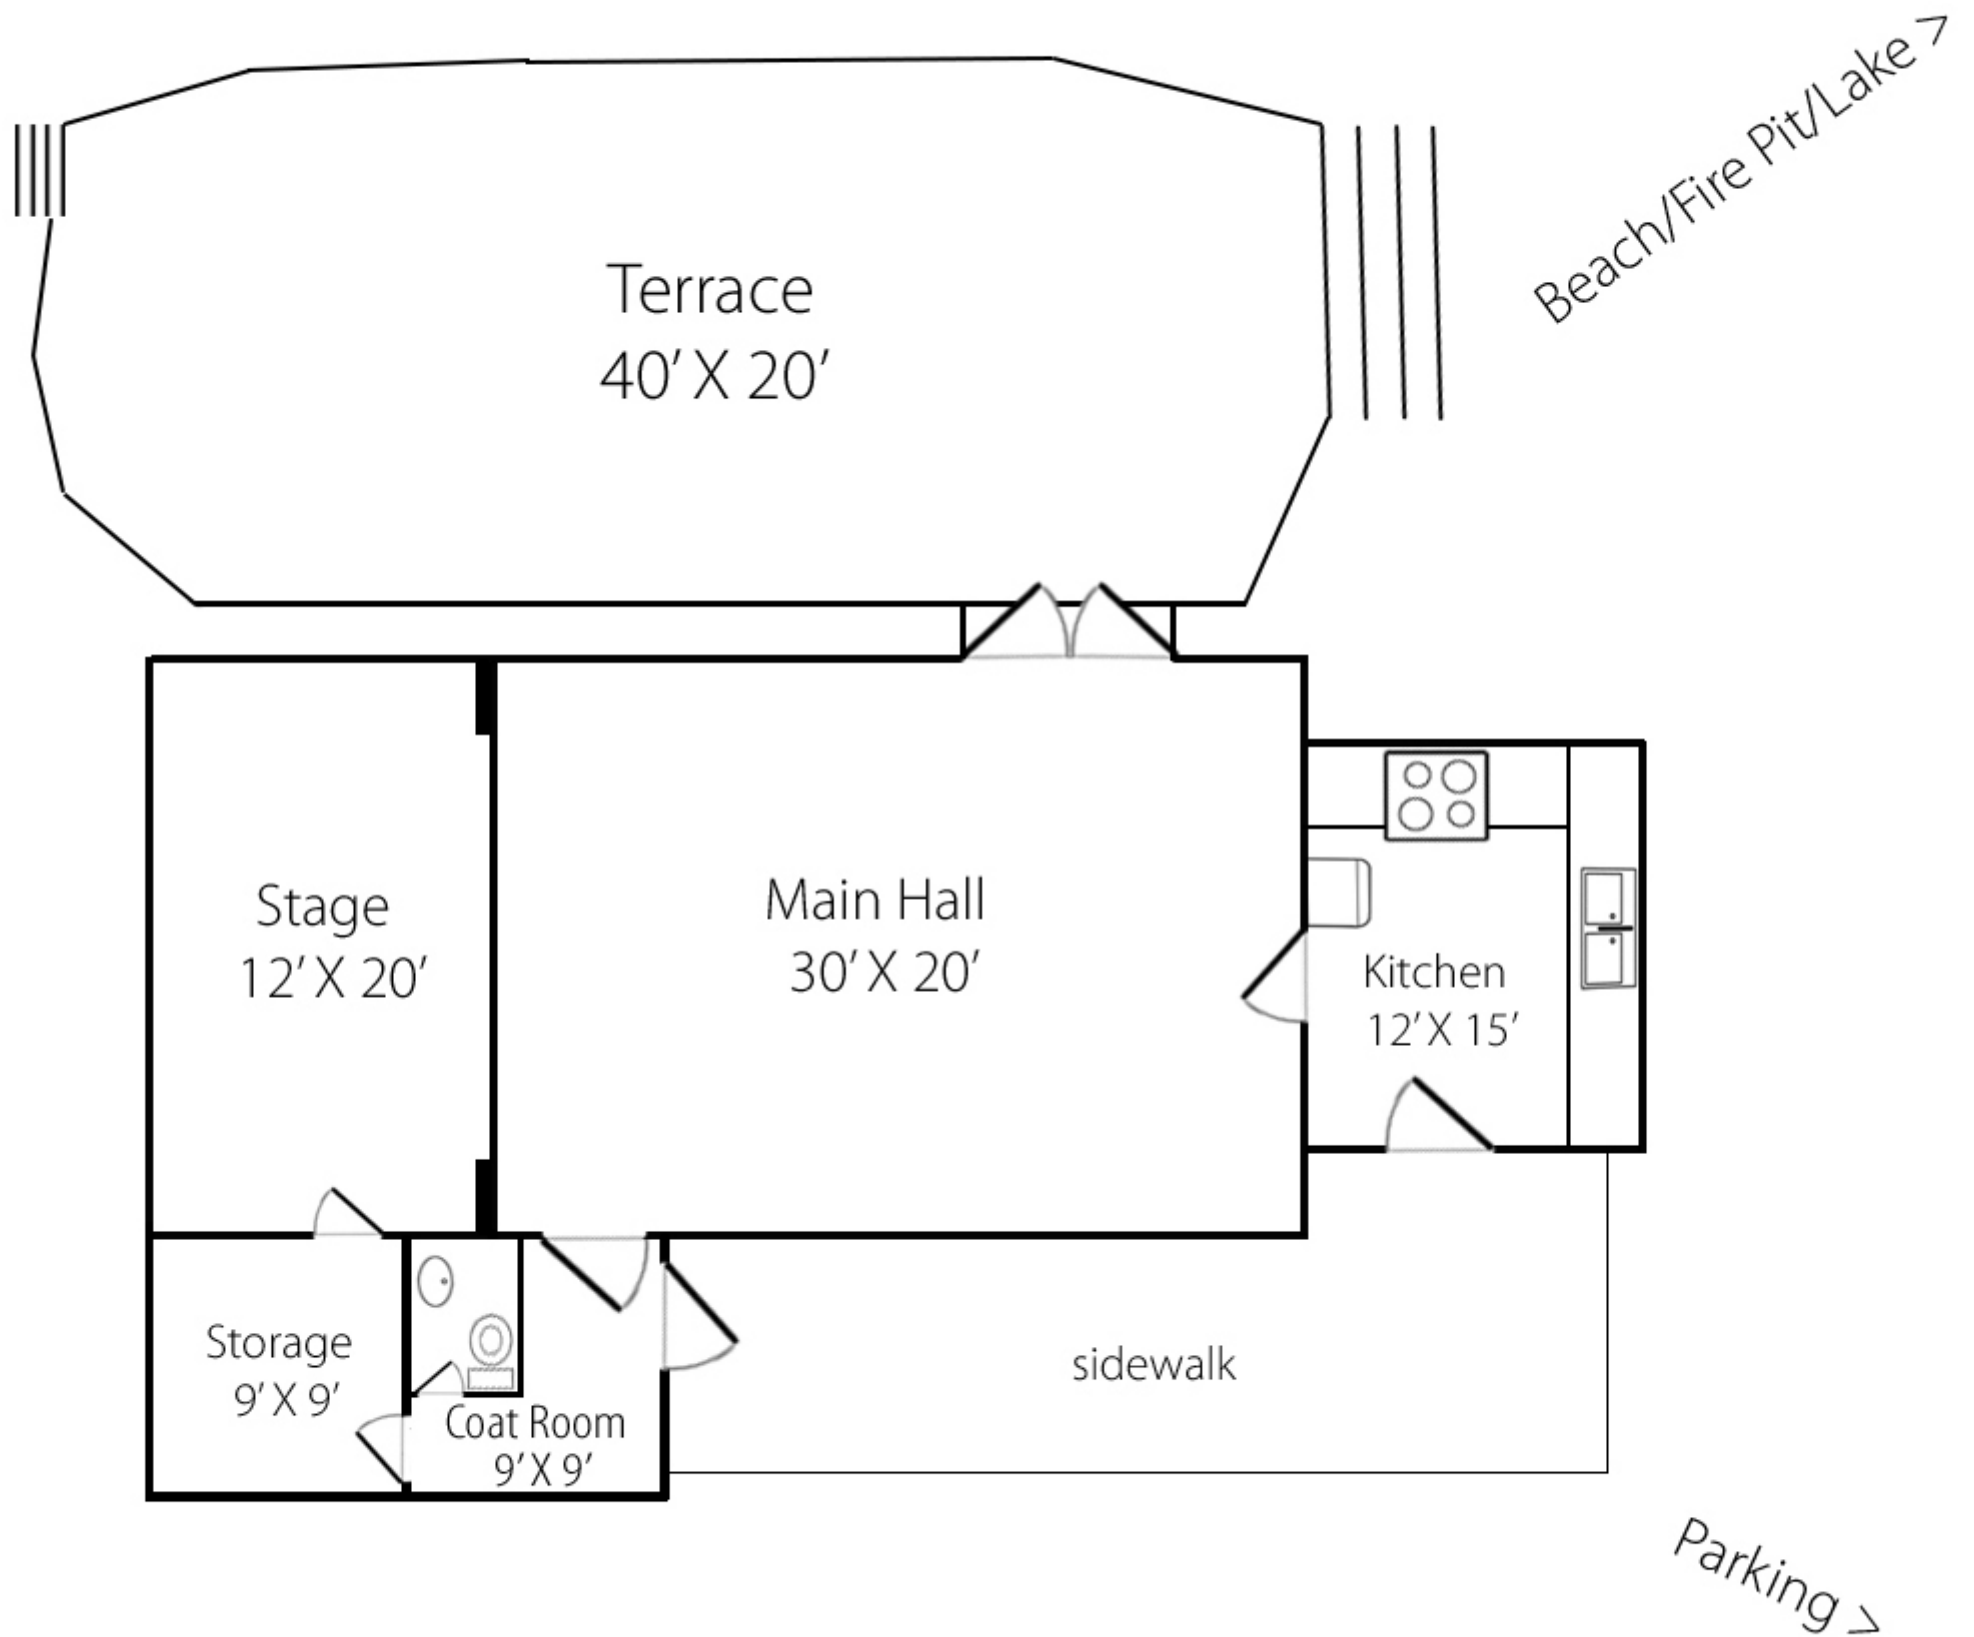 Beach/Fire Pit/Lake >
Terrace
40′ X 20′
Stage
12′ X 20′
Main Hall
30′ X 20′
Kitchen
12′ X 15′
Storage
9′ X 9′
Coat Room
9′ X 9′
sidewalk
Parking >